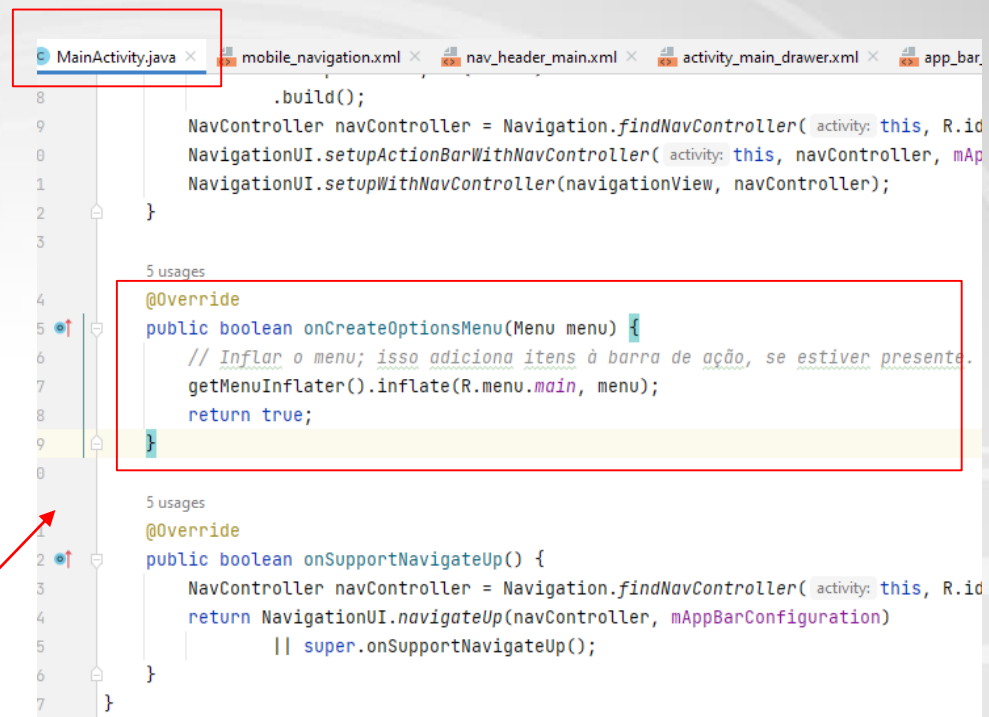 MainActivity.java × mobile_navigation.xml × nav_header_main.xml × activity_main_drawer.xml × app_bar_
8 .build();
9 NavController navController = Navigation.findNavController( activity: this, R.id
0 NavigationUI.setupActionBarWithNavController( activity: this, navController, mAp
1 NavigationUI.setupWithNavController(navigationView, navController);
2 }
3
5 usages
4 @Override
5 public boolean onCreateOptionsMenu(Menu menu) {
6 // Inflar o menu; isso adiciona itens à barra de ação, se estiver presente.
7 getMenuInflater().inflate(R.menu.main, menu);
8 return true;
9 }
0
5 usages
1 @Override
2 public boolean onSupportNavigateUp() {
3 NavController navController = Navigation.findNavController( activity: this, R.id
4 return NavigationUI.navigateUp(navController, mAppBarConfiguration)
5 || super.onSupportNavigateUp();
6 }
7 }